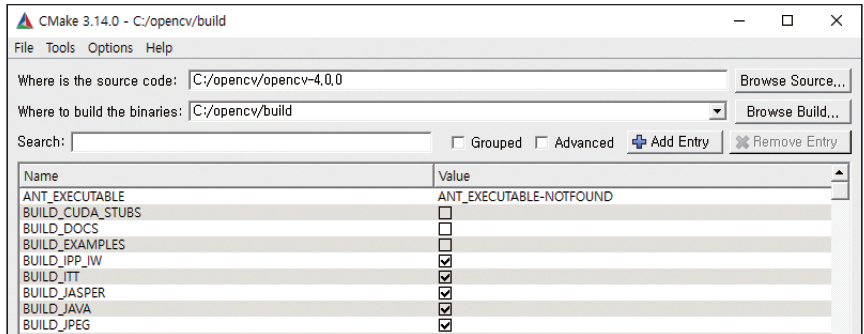 CMake 3.14.0 - C:/opencv/build
File Tools Options Help
Where is the source code: C:/opencv/opencv-4,0,0 Browse Source,,,
Where to build the binaries: C:/opencv/build Browse Build,,,
Search: Grouped Advanced Add Entry Remove Entry
Name Value
ANT_EXECUTABLE ANT_EXECUTABLE-NOTFOUND
BUILD_CUDA_STUBS
BUILD_DOCS
BUILD_EXAMPLES
BUILD_IPP_IW
BUILD_ITT
BUILD_JASPER
BUILD_JAVA
BUILD_JPEG